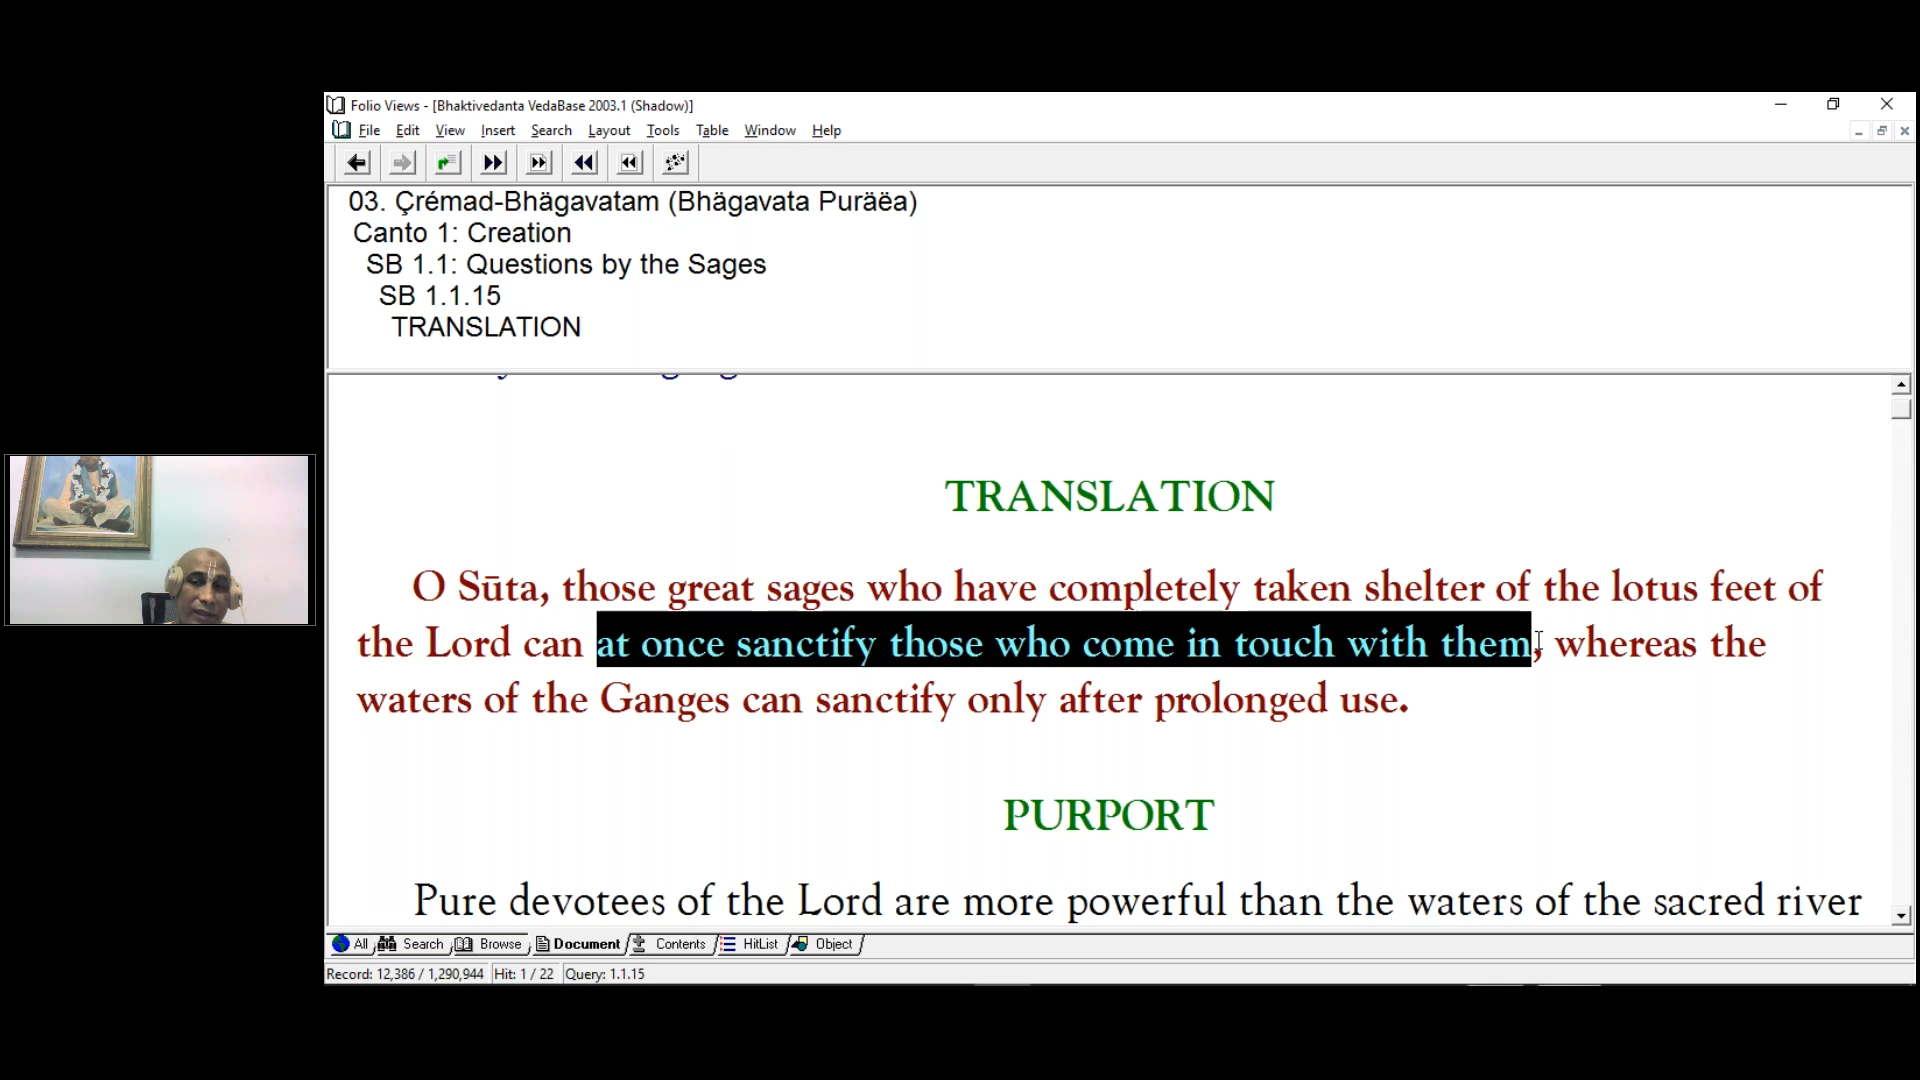 Folio Views - [Bhaktivedanta VedaBase 2003.1 (Shadow)]
File Edit View Insert Search Layout Tools Table Window Help
03. Çrémad-Bhägavatam (Bhägavata Puräëa)
Canto 1: Creation
SB 1.1: Questions by the Sages
SB 1.1.15
TRANSLATION
TRANSLATION
O Sūta, those great sages who have completely taken shelter of the lotus feet of
the Lord can at once sanctify those who come in touch with them, whereas the
waters of the Ganges can sanctify only after prolonged use.
PURPORT
Pure devotees of the Lord are more powerful than the waters of the sacred river
All Search Browse Document Contents HitList Object
Record: 12,386 / 1,290,944 Hit: 1 / 22 Query: 1.1.15